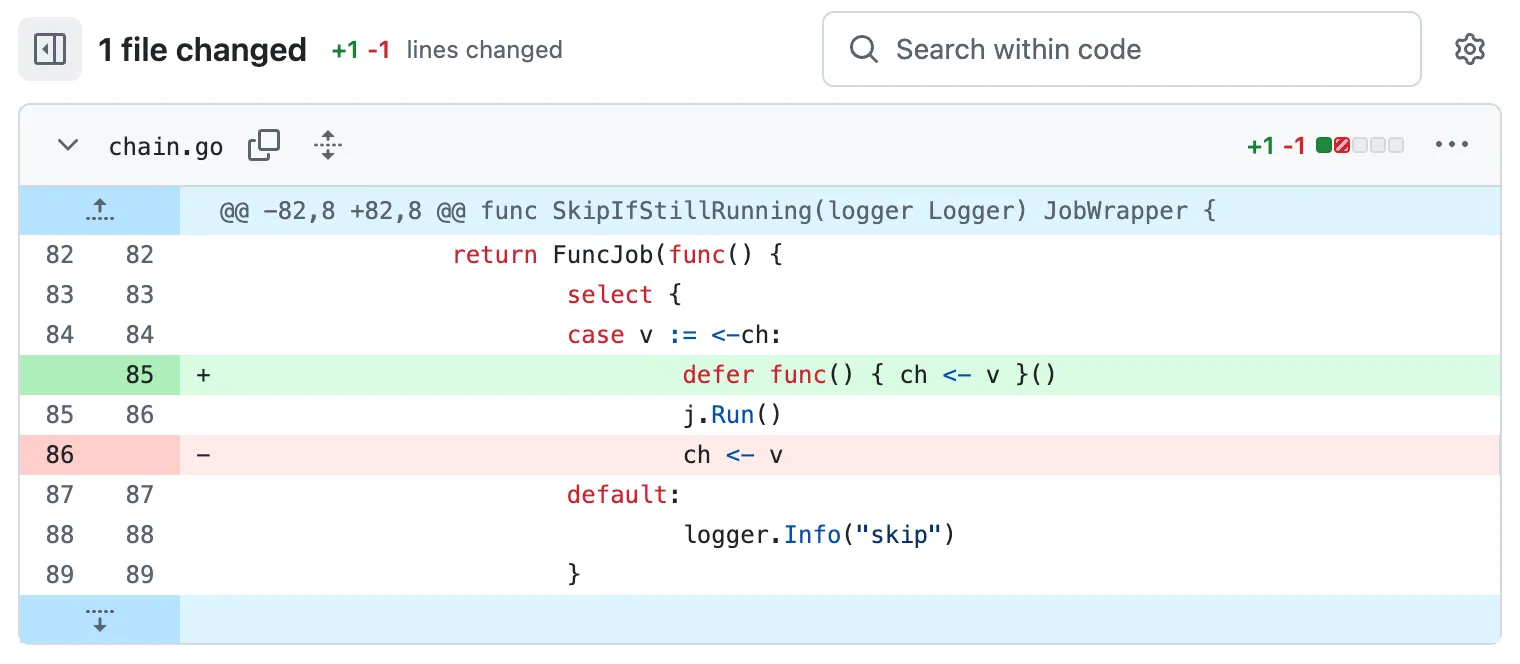 1 file changed +1 -1 lines changed Search within code
chain.go +1 -1
@@ -82,8 +82,8 @@ func SkipIfStillRunning(logger Logger) JobWrapper {
82 82 return FuncJob(func() {
83 83 select {
84 84 case v := <-ch:
85 + defer func() { ch <- v }()
85 86 j.Run()
86 - ch <- v
87 87 default:
88 88 logger.Info("skip")
89 89 }